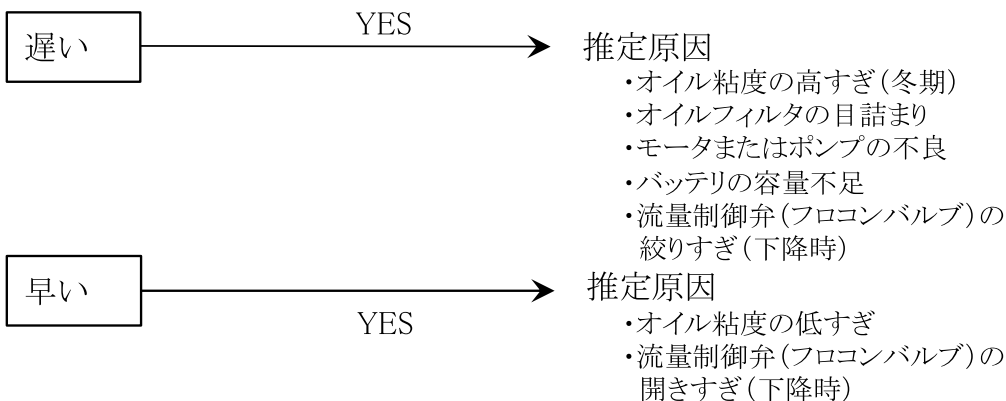 遅い
YES
推定原因
・オイル粘度の高すぎ（冬期）
・オイルフィルタの目詰まり
・モータまたはポンプの不良
・バッテリの容量不足
・流量制御弁（フロコンバルブ）の
絞りすぎ（下降時）
早い
YES
推定原因
・オイル粘度の低すぎ
・流量制御弁（フロコンバルブ）の
開きすぎ（下降時）